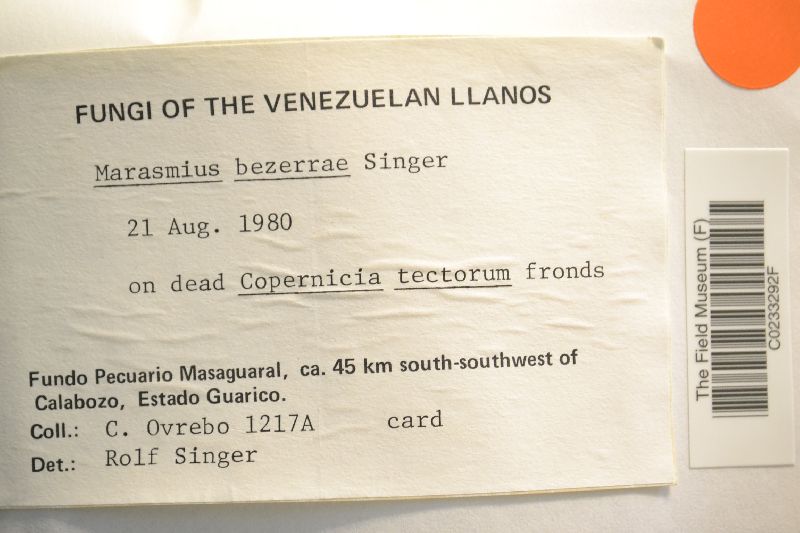 FUNGI OF THE VENEZUELAN LLANOS
Marasmius bezerrae Singer
21 Aug. 1980
on dead Copernicia tectorum fronds
Fundo Pecuario Masaguaral, ca. 45 km south-southwest of
Calabozo, Estado Guarico.
Coll.: C. Ovrebo 1217A card
Det.: Rolf Singer
The Field Museum (F)
C0233292F